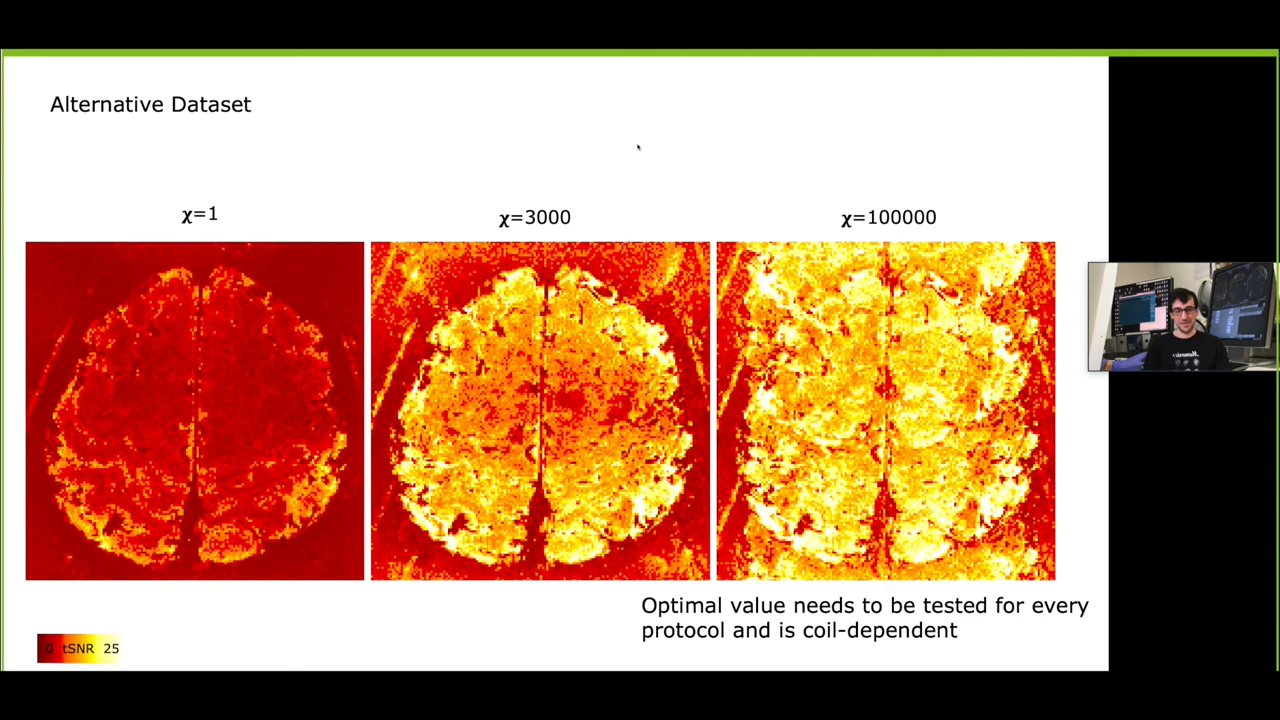 Alternative Dataset
χ=1
χ=3000
χ=100000
Optimal value needs to be tested for every
protocol and is coil-dependent
0 tSNR 25